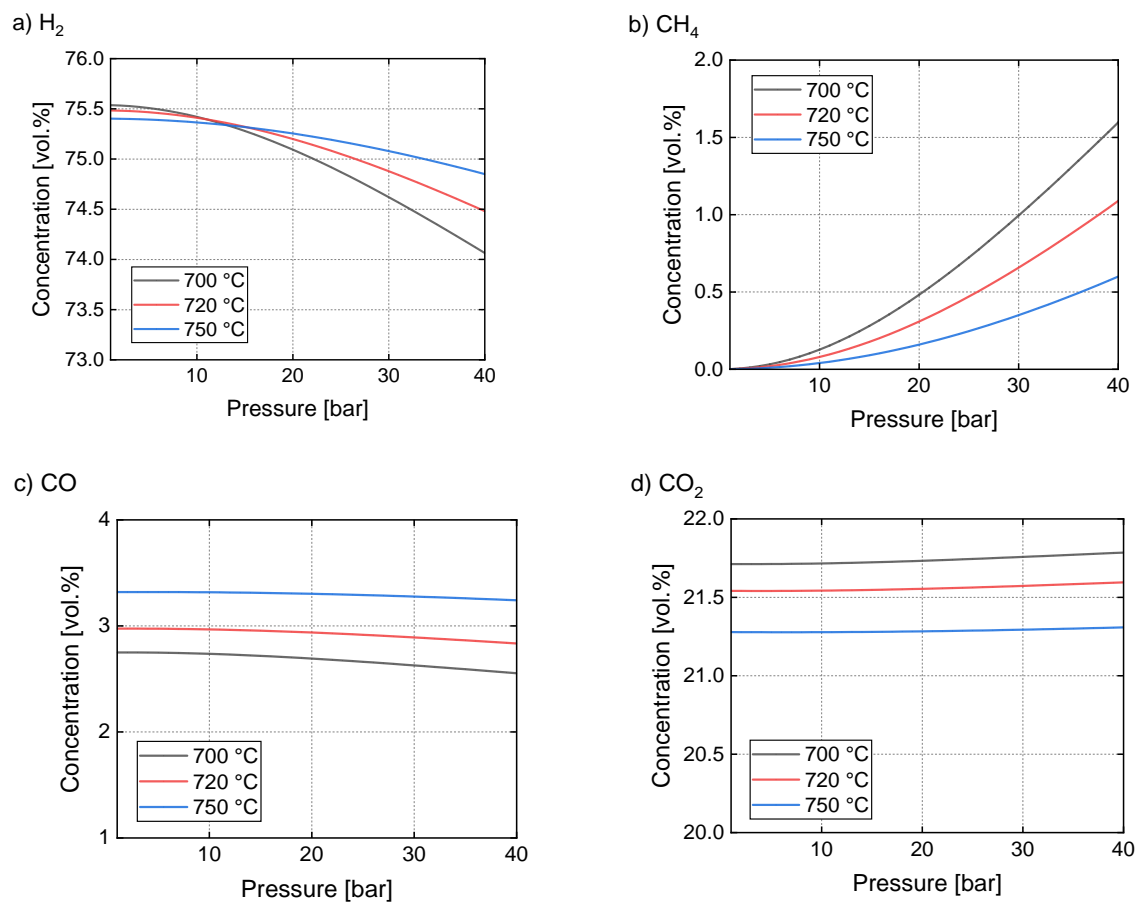 a) H2
Concentration [vol.%]
76.0
75.5
75.0
74.5
74.0
73.5
73.0
700 °C
720 °C
750 °C
10
20
30
40
Pressure [bar]
b) CH4
Concentration [vol.%]
2.0
1.5
1.0
0.5
0.0
700 °C
720 °C
750 °C
10
20
30
40
Pressure [bar]
c) CO
Concentration [vol.%]
4
3
2
1
700 °C
720 °C
750 °C
10
20
30
40
Pressure [bar]
d) CO2
Concentration [vol.%]
22.0
21.5
21.0
20.5
20.0
700 °C
720 °C
750 °C
10
20
30
40
Pressure [bar]